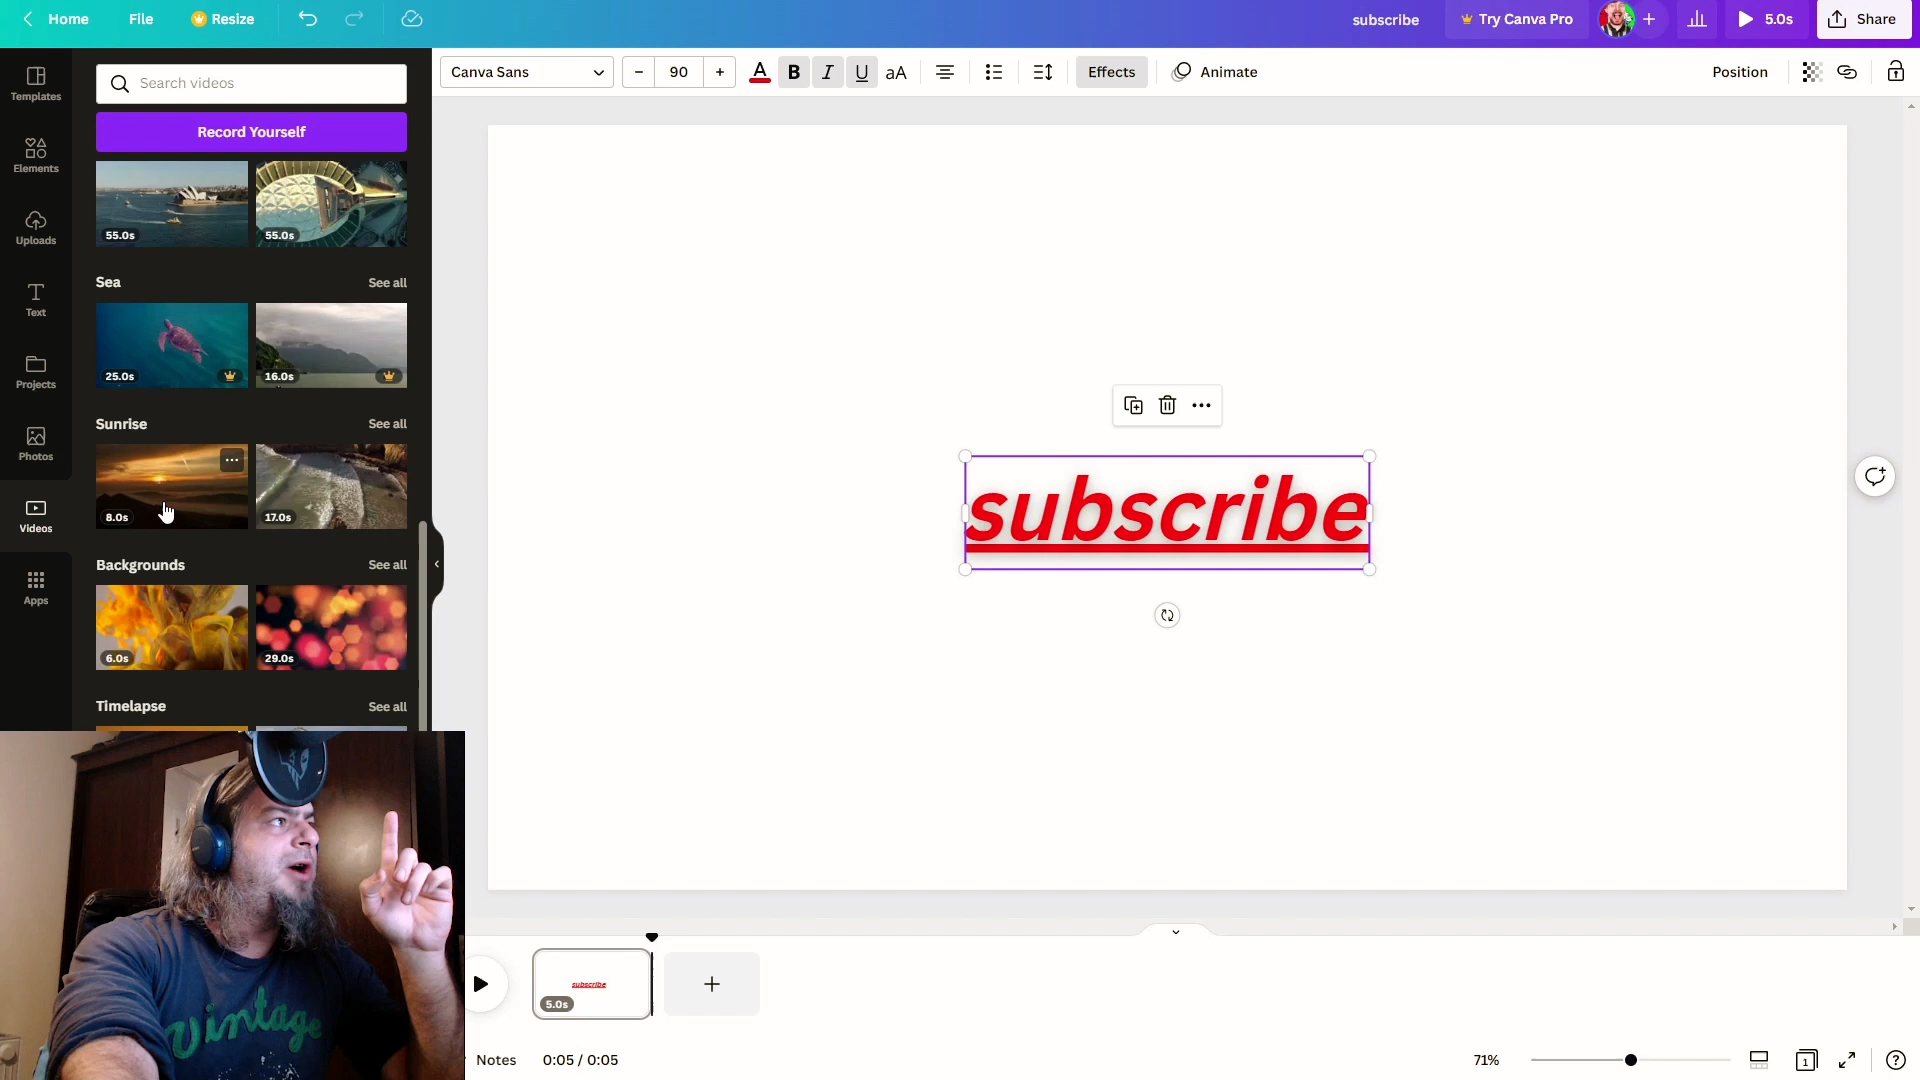 Home File Resize subscribe Try Canva Pro 5.0s Share
Templates
Elements
Uploads
Text
Projects
Photos
Videos
Apps
Search videos
Record Yourself
55.0s 55.0s
Sea See all
25.0s 16.0s
Sunrise See all
8.0s 17.0s
Backgrounds See all
6.0s 29.0s
Timelapse See all
Canva Sans 90 A B I U aA Effects Animate Position
subscribe
vintage
subscribe
5.0s
Notes 0:05 / 0:05 71% 1